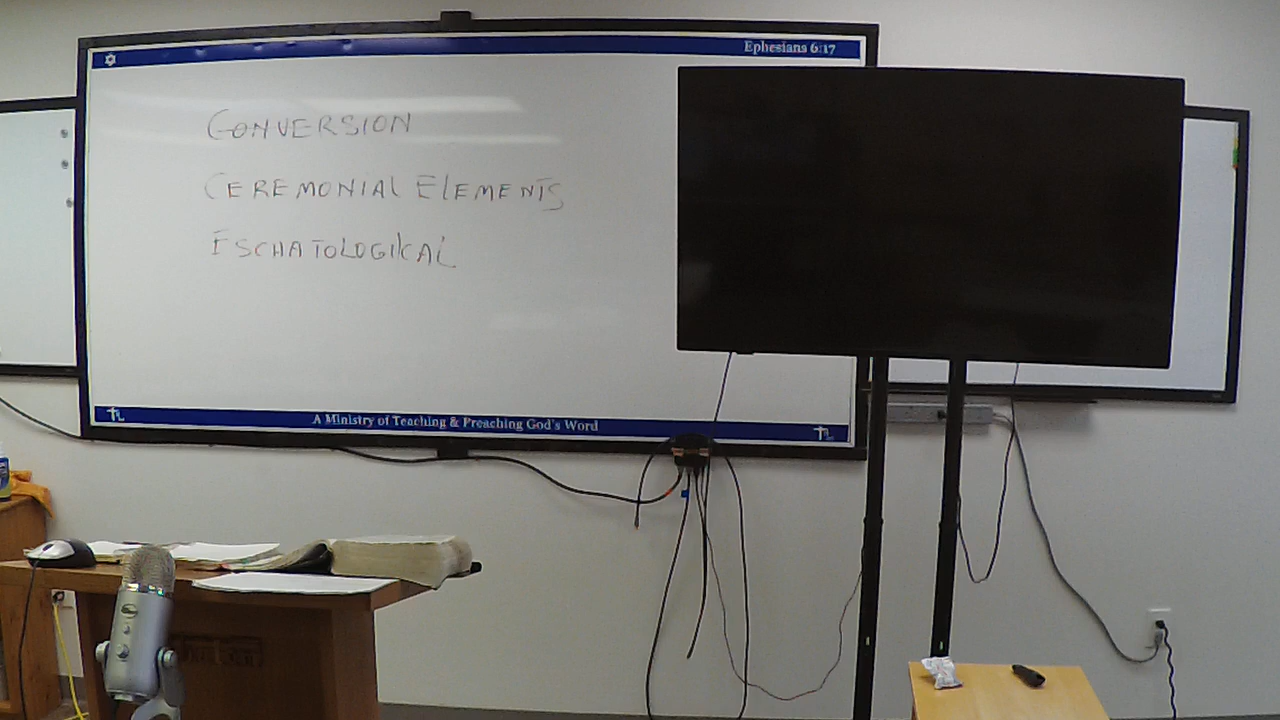 Ephesians 6:17
CONVERSION
CEREMONIAL ELEMENTS
ESCHATOLOGICAL
A Ministry of Teaching & Preaching God's Word